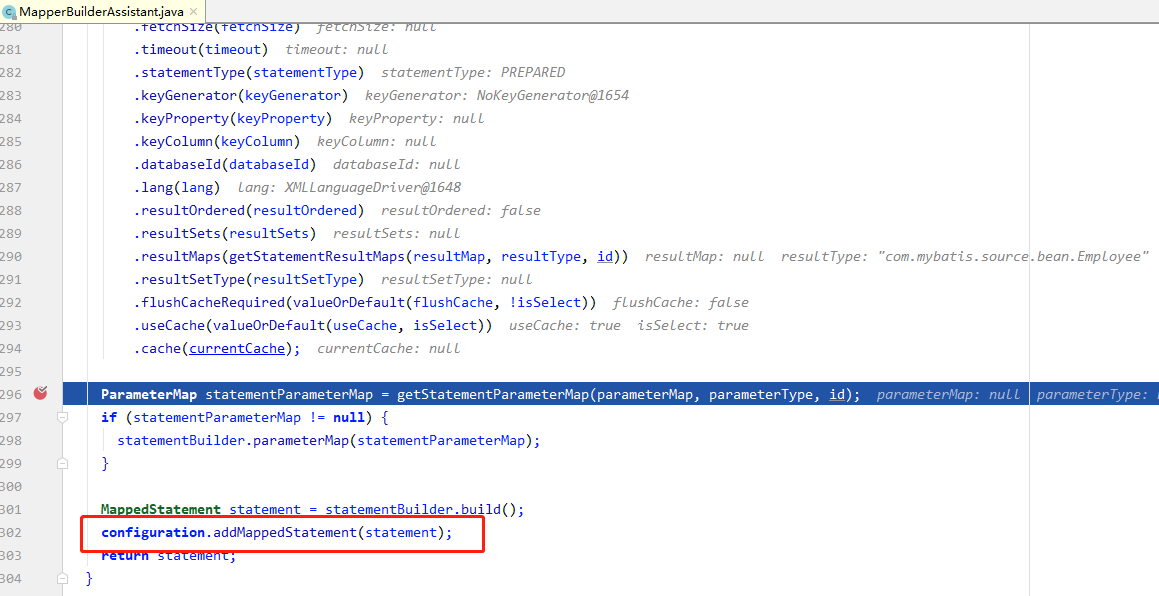 MapperBuilderAssistant.java ×
280 .fetchSize(fetchSize) fetchSize: null
281 .timeout(timeout) timeout: null
282 .statementType(statementType) statementType: PREPARED
283 .keyGenerator(keyGenerator) keyGenerator: NoKeyGenerator@1654
284 .keyProperty(keyProperty) keyProperty: null
285 .keyColumn(keyColumn) keyColumn: null
286 .databaseId(databaseId) databaseId: null
287 .lang(lang) lang: XMLLanguageDriver@1648
288 .resultOrdered(resultOrdered) resultOrdered: false
289 .resultSets(resultSets) resultSets: null
290 .resultMaps(getStatementResultMaps(resultMap, resultType, id)) resultMap: null resultType: "com.mybatis.source.bean.Employee"
291 .resultSetType(resultSetType) resultSetType: null
292 .flushCacheRequired(valueOrDefault(flushCache, !isSelect)) flushCache: false
293 .useCache(valueOrDefault(useCache, isSelect)) useCache: true isSelect: true
294 .cache(currentCache); currentCache: null
295
296 ParameterMap statementParameterMap = getStatementParameterMap(parameterMap, parameterType, id); parameterMap: null parameterType:
297 if (statementParameterMap != null) {
298 statementBuilder.parameterMap(statementParameterMap);
299 }
300
301 MappedStatement statement = statementBuilder.build();
302 configuration.addMappedStatement(statement);
303 return statement;
304 }